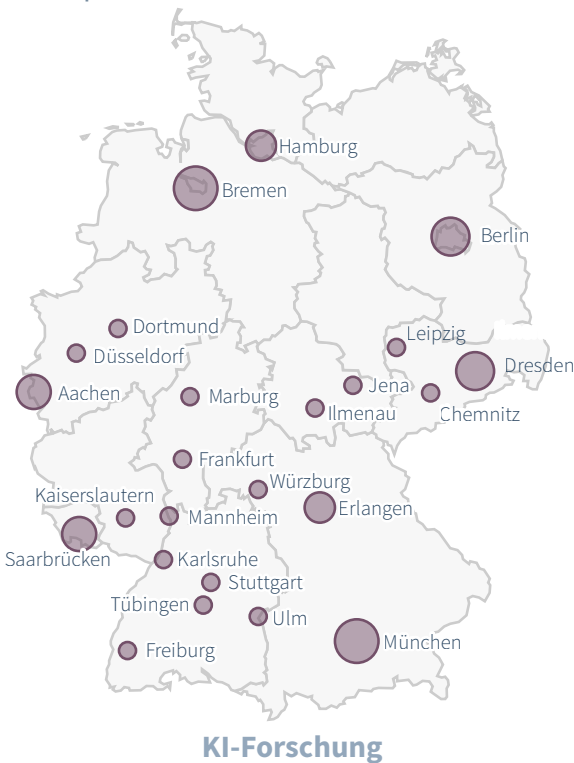 Hamburg
Bremen
Berlin
Dortmund
Leipzig
Düsseldorf
Dresden
Aachen
Jena
Marburg
Ilmenau
Chemnitz
Frankfurt
Würzburg
Kaiserslautern
Erlangen
Mannheim
Saarbrücken
Karlsruhe
Stuttgart
Tübingen
Ulm
München
Freiburg
KI-Forschung